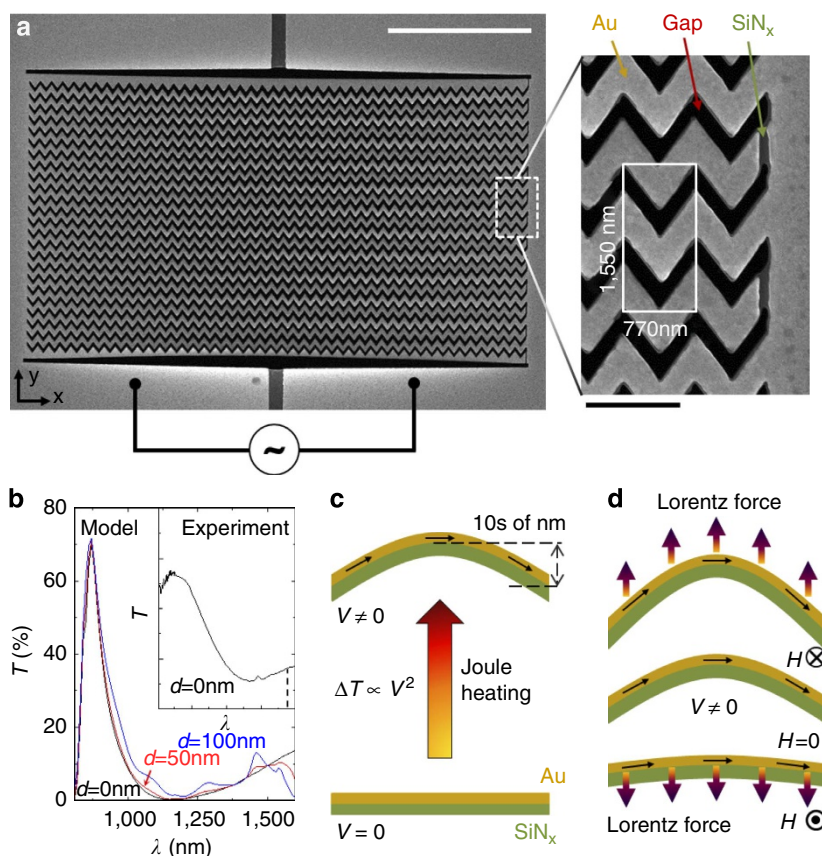 a
Au
Gap
SiNₓ
1,550 nm
770nm
y
x
~
b
80
60
40
20
0
T (%)
Model
Experiment
T
d=0nm
λ
d=100nm
d=50nm
d=0nm
1,000
1,250
1,500
λ (nm)
c
10s of nm
V ≠ 0
ΔT ∝ V²
Joule
heating
Au
V = 0
SiNₓ
d
Lorentz force
H ⊗
V ≠ 0
H=0
Lorentz force
H ⊙